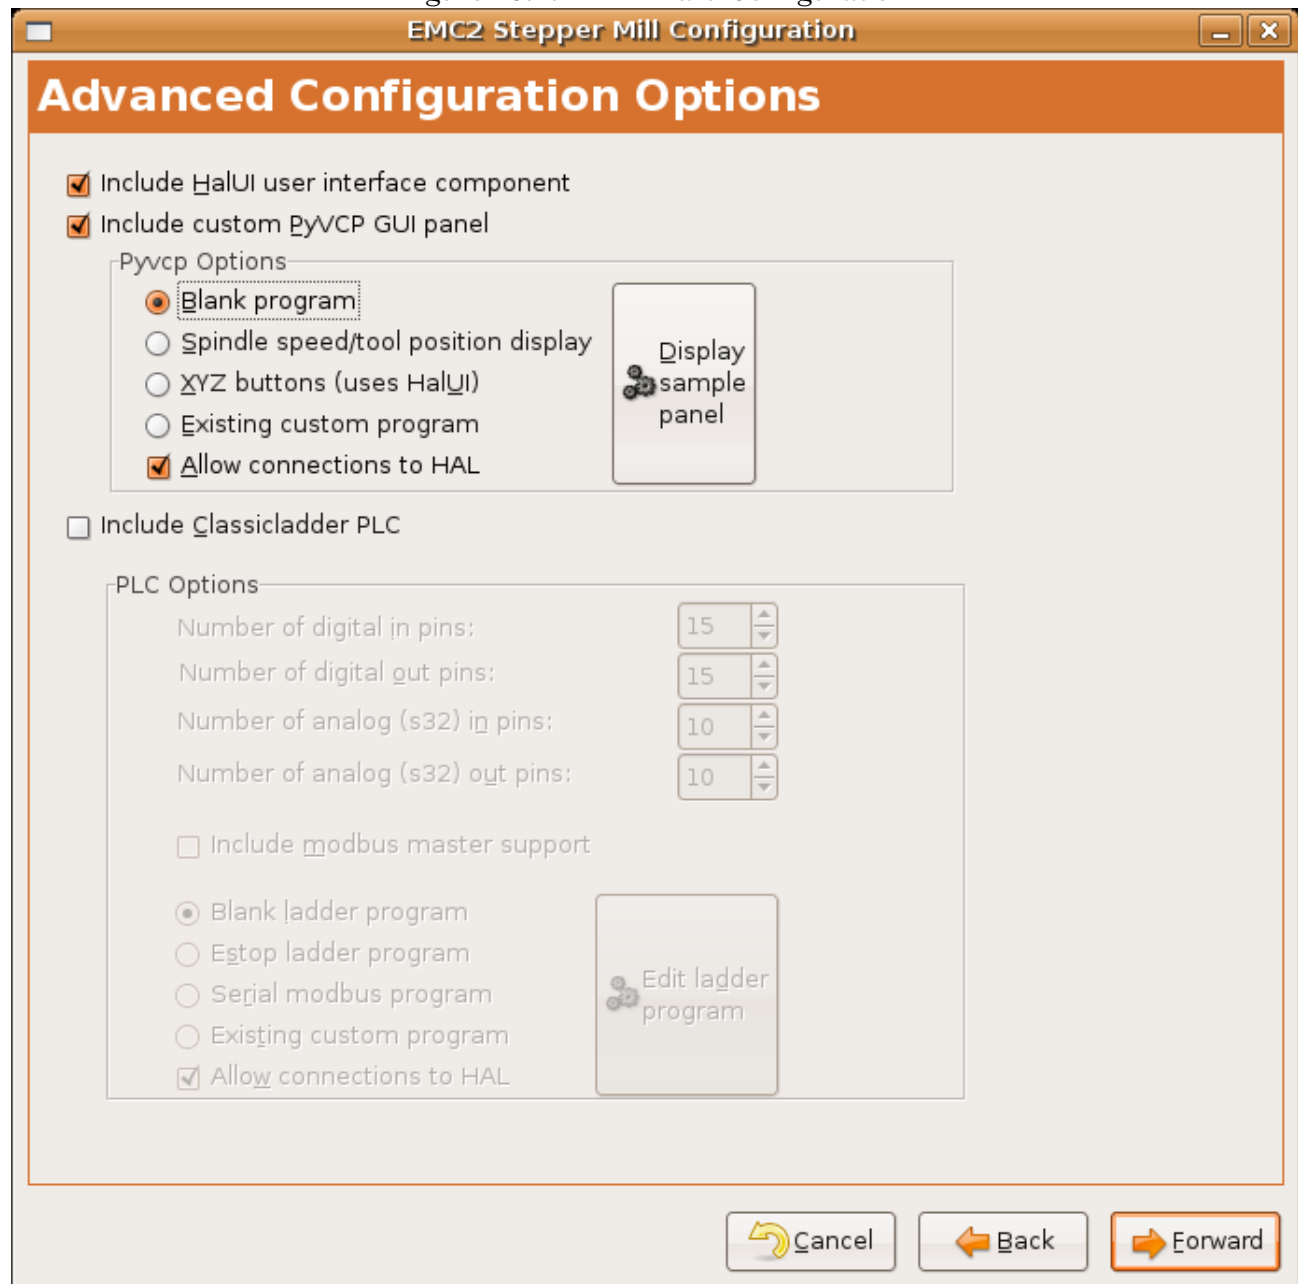 EMC2 Stepper Mill Configuration
Advanced Configuration Options
Include HalUI user interface component
Include custom PyVCP GUI panel
Pyvcp Options
Blank program
Spindle speed/tool position display
XYZ buttons (uses HalUI)
Existing custom program
Allow connections to HAL
Display
sample
panel
Include Classicladder PLC
PLC Options
Number of digital in pins: 15
Number of digital out pins: 15
Number of analog (s32) in pins: 10
Number of analog (s32) out pins: 10
Include modbus master support
Blank ladder program
Estop ladder program
Serial modbus program
Existing custom program
Allow connections to HAL
Edit ladder
program
Cancel
Back
Forward